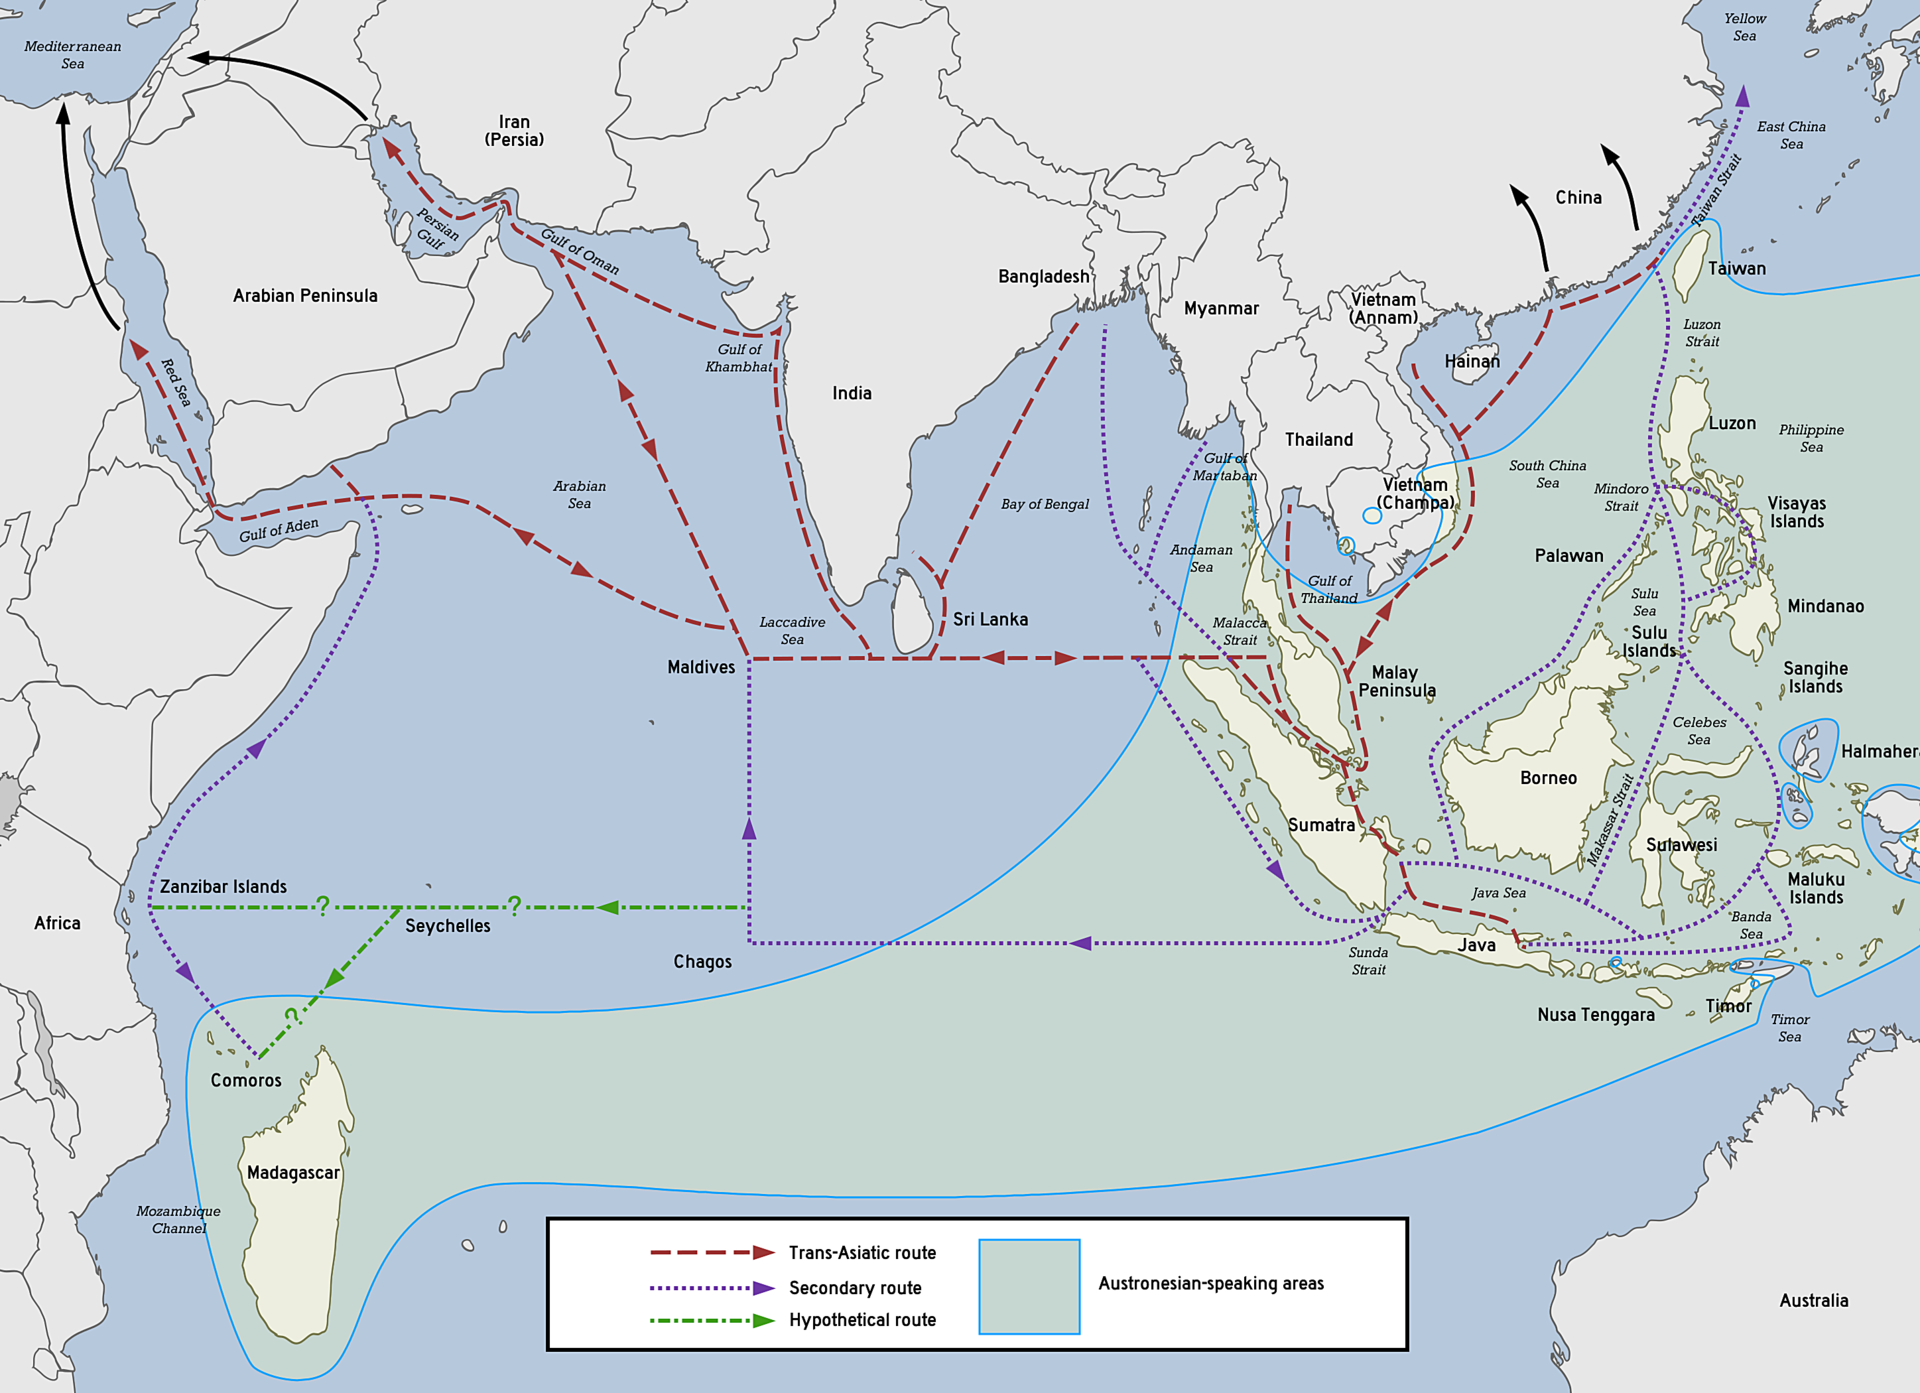 Mediterranean
Sea
Yellow
Sea
Iran
(Persia)
East China
Sea
Taiwan Strait
China
Persian
Gulf
Gulf of Oman
Arabian Peninsula
Bangladesh
Myanmar
Vietnam
(Annam)
Taiwan
Luzon
Strait
Gulf of
Khambhat
Hainan
Red Sea
India
Luzon
Thailand
Philippine
Sea
Gulf of
Martaban
South China
Sea
Arabian
Sea
Bay of Bengal
Vietnam
(Champa)
Mindoro
Strait
Visayas
Islands
Gulf of Aden
Andaman
Sea
Palawan
Gulf of
Thailand
Sulu
Sea
Mindanao
Laccadive
Sea
Sri Lanka
Malacca
Strait
Sulu
Islands
Maldives
Malay
Peninsula
Sangihe
Islands
Celebes
Sea
Halmahera
Borneo
Makassar Strait
Sumatra
Sulawesi
Zanzibar Islands
Maluku
Islands
Java Sea
?
?
Africa
Seychelles
Banda
Sea
Java
Chagos
Sunda
Strait
?
Nusa Tenggara
Timor
Timor
Sea
Comoros
Madagascar
Mozambique
Channel
Trans-Asiatic route
Secondary route
Hypothetical route
Austronesian-speaking areas
Australia